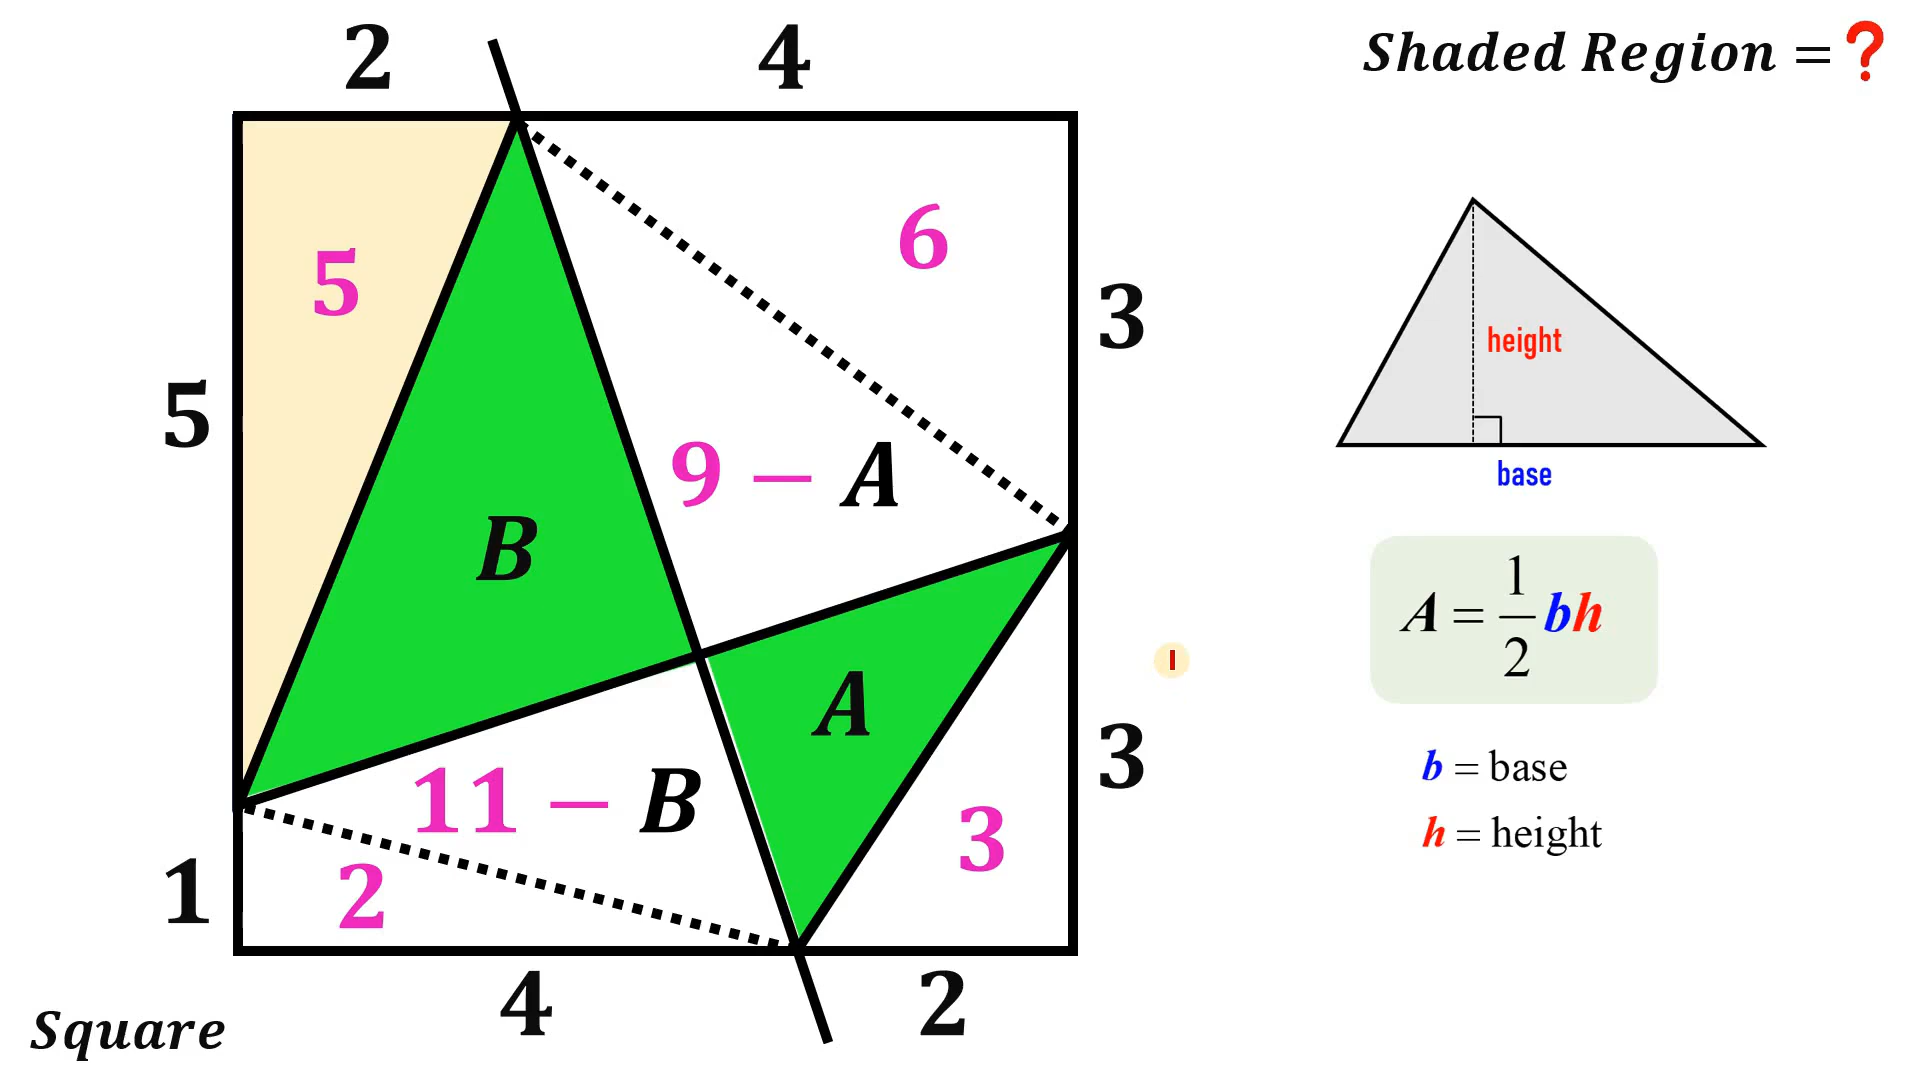 2 4
Shaded Region = ?
5
6
height
3
5
base
9 − A
B
A = 1/2 bh
A
11 − B
3
b = base
3
h = height
1
2
4
2
Square